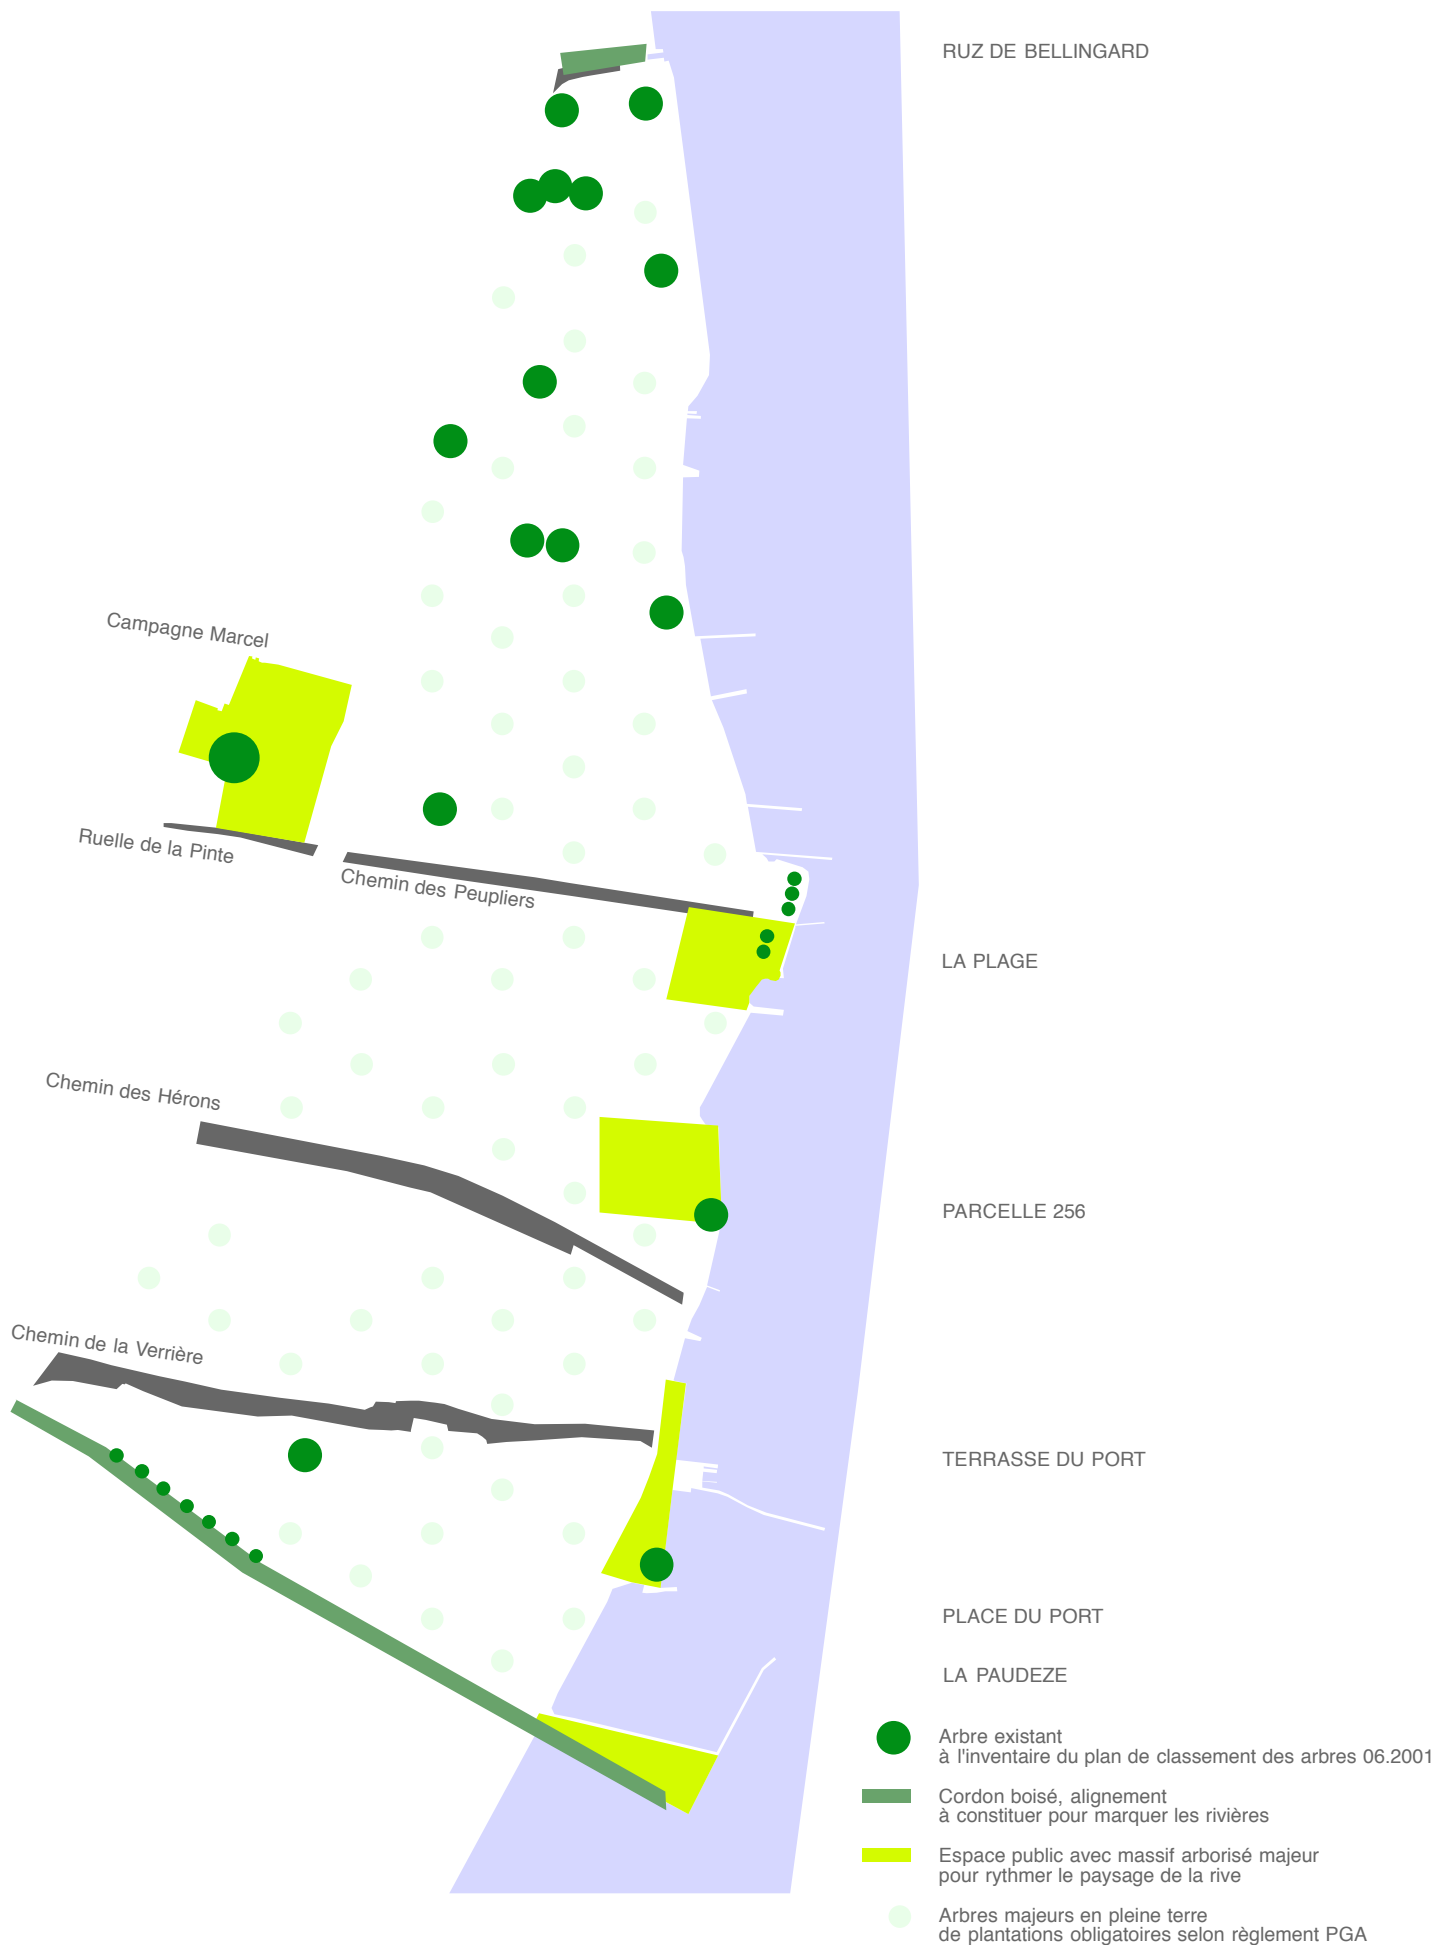 RUZ DE BELLINGARD
Campagne Marcel
Ruelle de la Pinte
Chemin des Peupliers
LA PLAGE
Chemin des Hérons
PARCELLE 256
Chemin de la Verrière
TERRASSE DU PORT
PLACE DU PORT
LA PAUDEZE
Arbre existant
à l'inventaire du plan de classement des arbres 06.2001
Cordon boisé, alignement
à constituer pour marquer les rivières
Espace public avec massif arborisé majeur
pour rythmer le paysage de la rive
Arbres majeurs en pleine terre
de plantations obligatoires selon règlement PGA